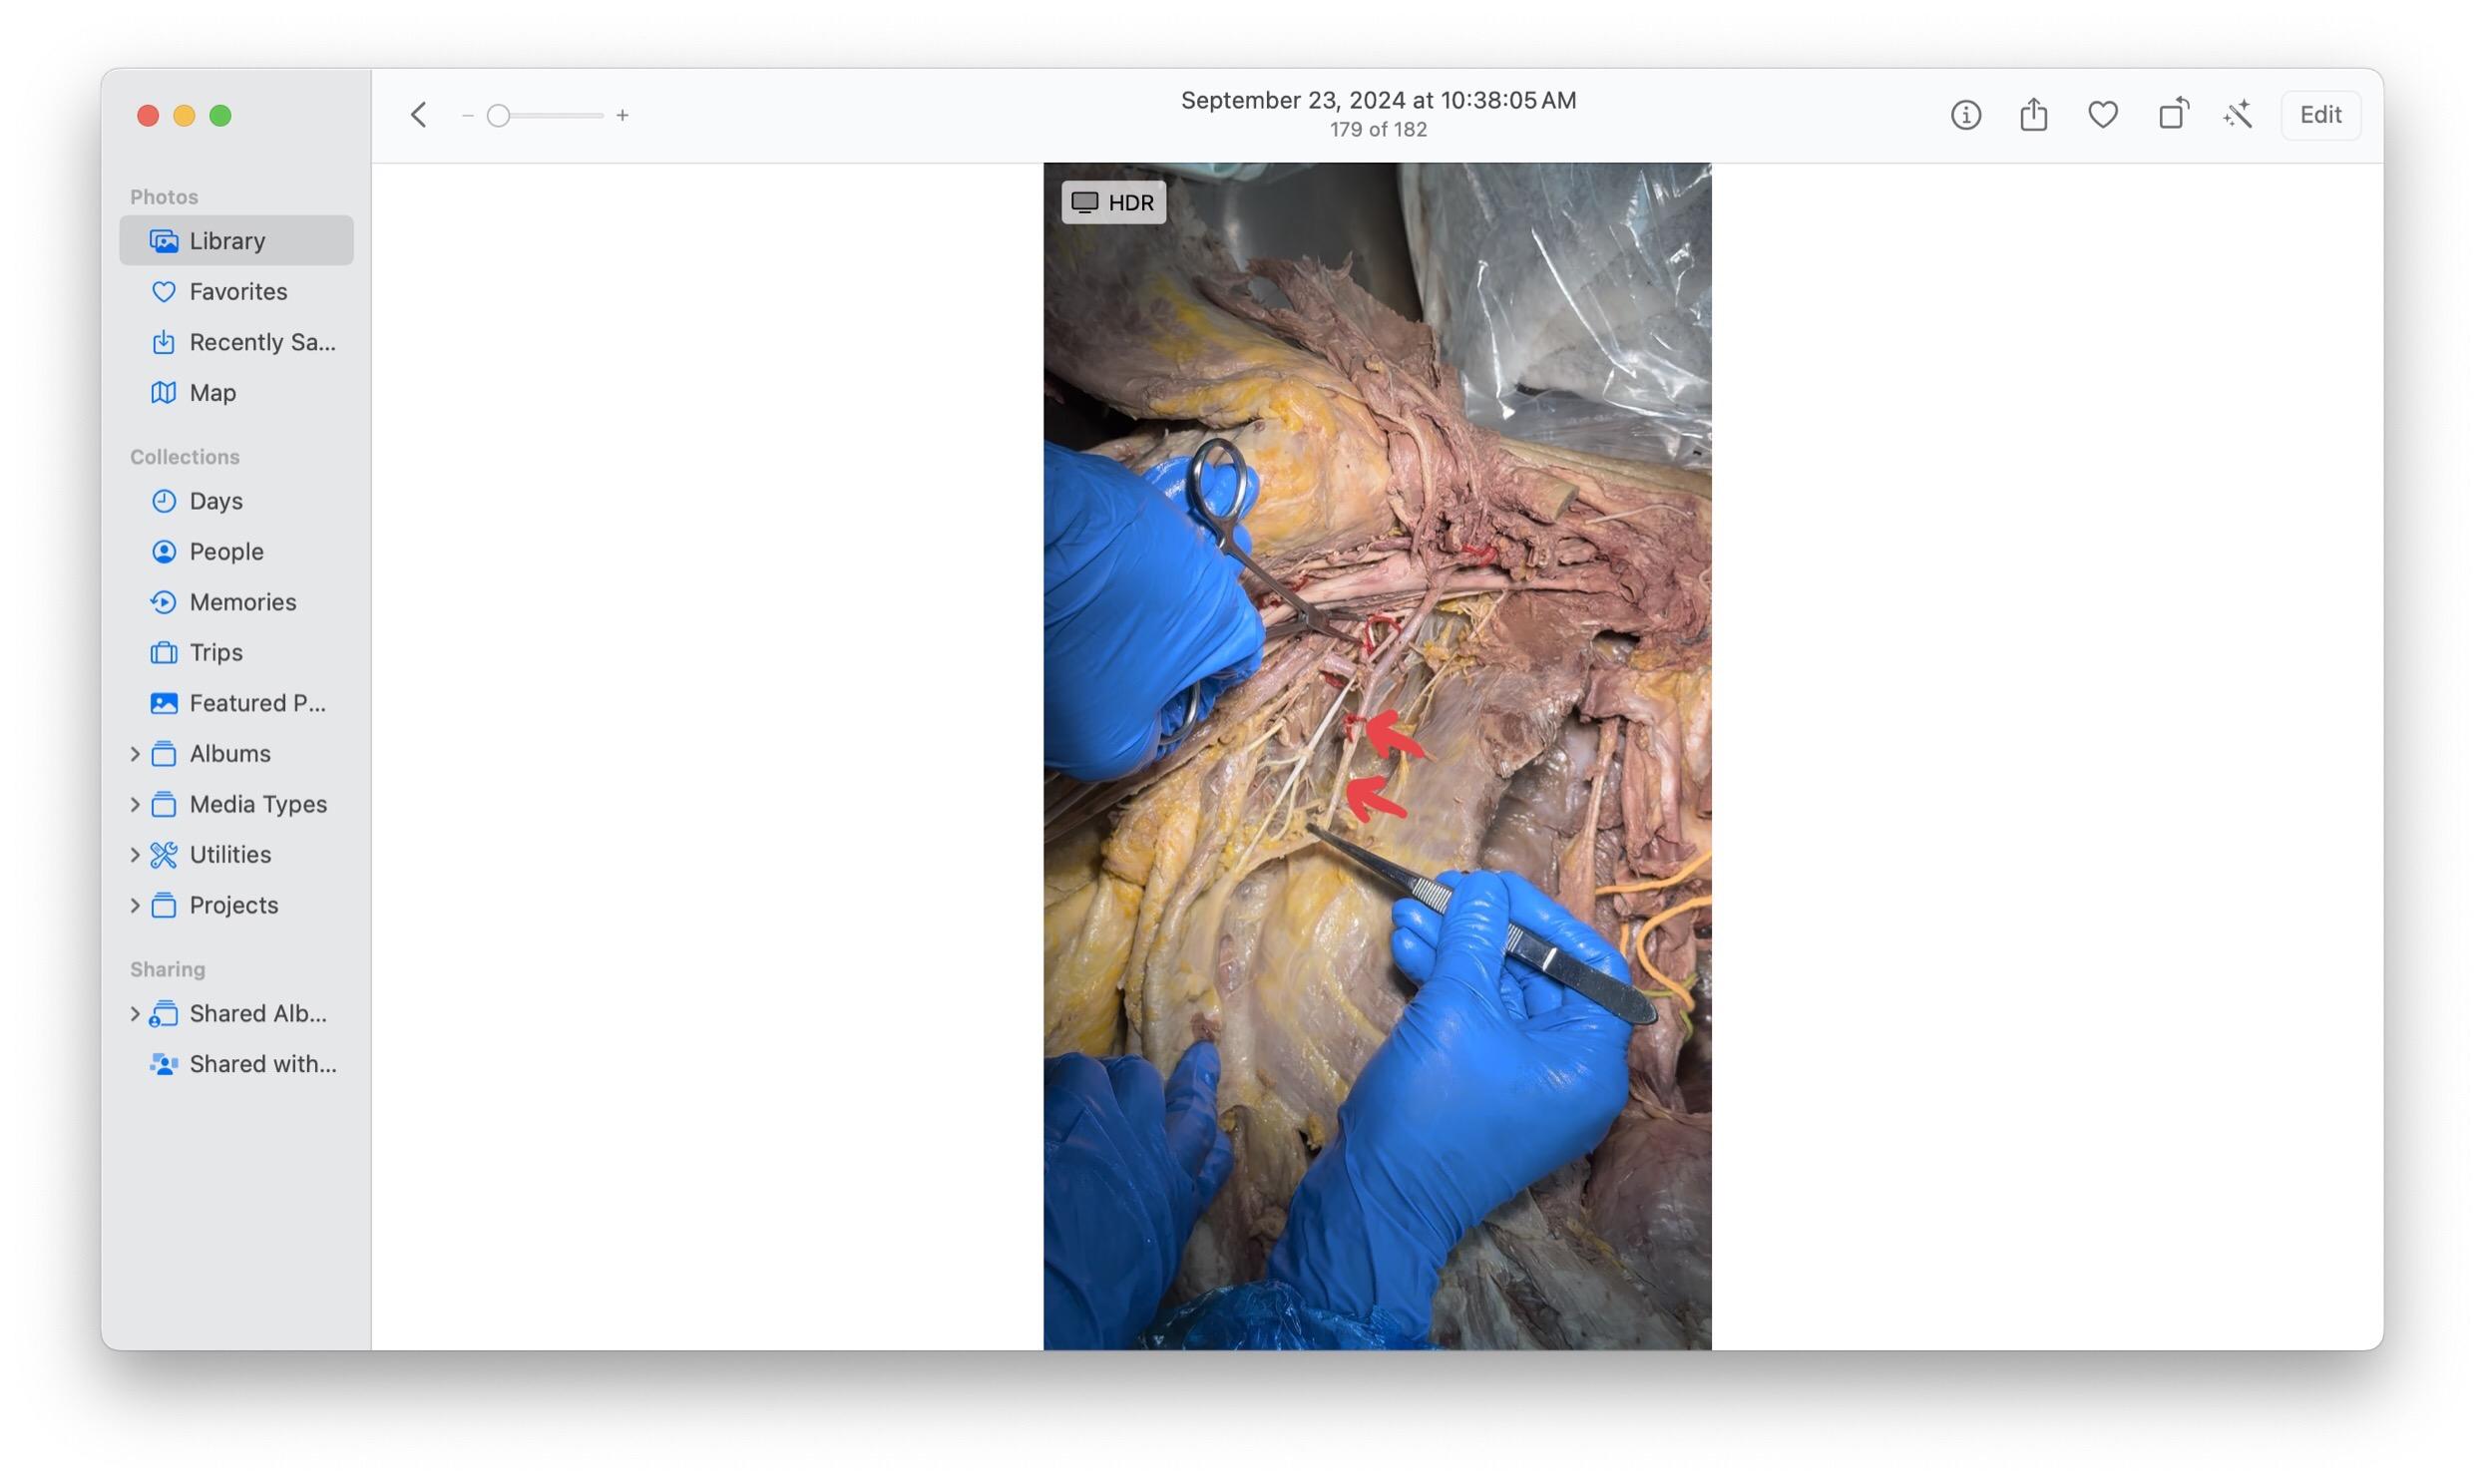 September 23, 2024 at 10:38:05 AM
179 of 182
Edit
Photos
Library
Favorites
Recently Sa...
Map
Collections
Days
People
Memories
Trips
Featured P...
Albums
Media Types
Utilities
Projects
Sharing
Shared Alb...
Shared with...
HDR